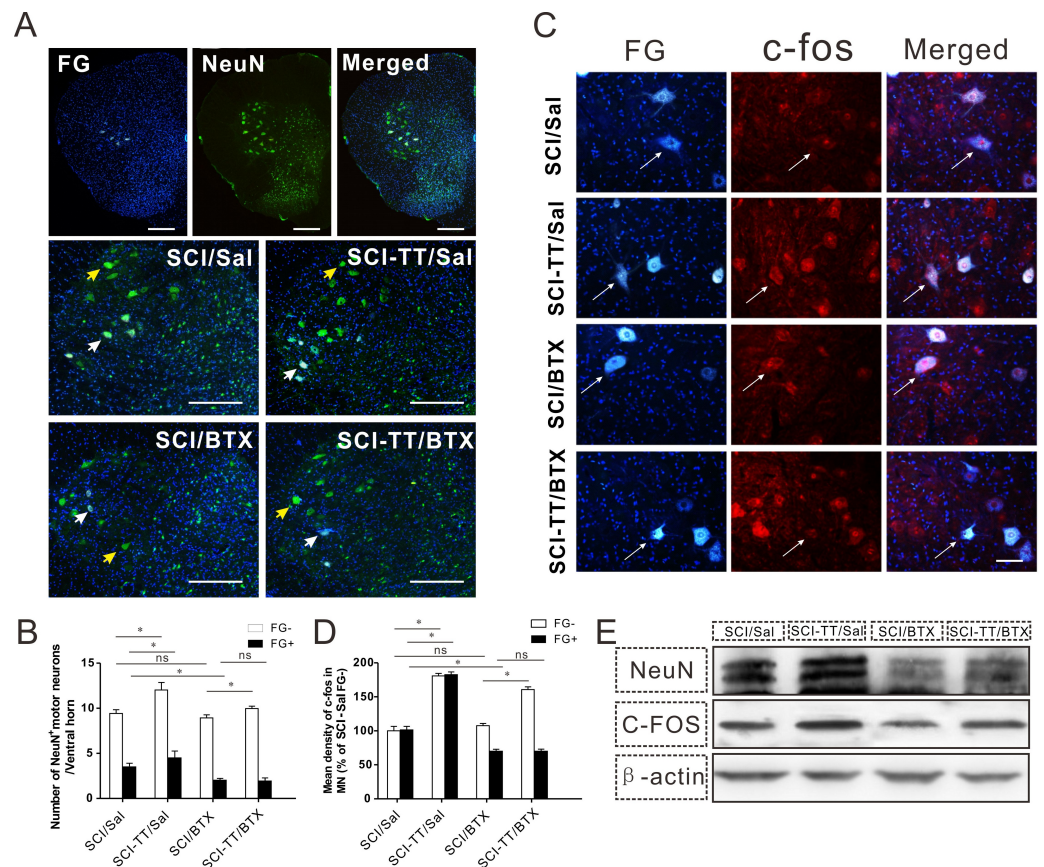 A
FG
NeuN
Merged
SCI/Sal
SCI-TT/Sal
SCI/BTX
SCI-TT/BTX
C
FG
c-fos
Merged
SCI/Sal
SCI-TT/Sal
SCI/BTX
SCI-TT/BTX
B
FG-
FG+
*
*
ns
ns
*
*
Number of NeuN+motor neurons
/Ventral horn
15
10
5
0
SCI/Sal
SCI-TT/Sal
SCI/BTX
SCI-TT/BTX
D
FG-
FG+
*
*
ns
ns
*
*
Mean density of c-fos in
MN (% of SCI-Sal FG-)
200
150
100
50
0
SCI/Sal
SCI-TT/Sal
SCI/BTX
SCI-TT/BTX
E
SCI/Sal
SCI-TT/Sal
SCI/BTX
SCI-TT/BTX
NeuN
C-FOS
β-actin